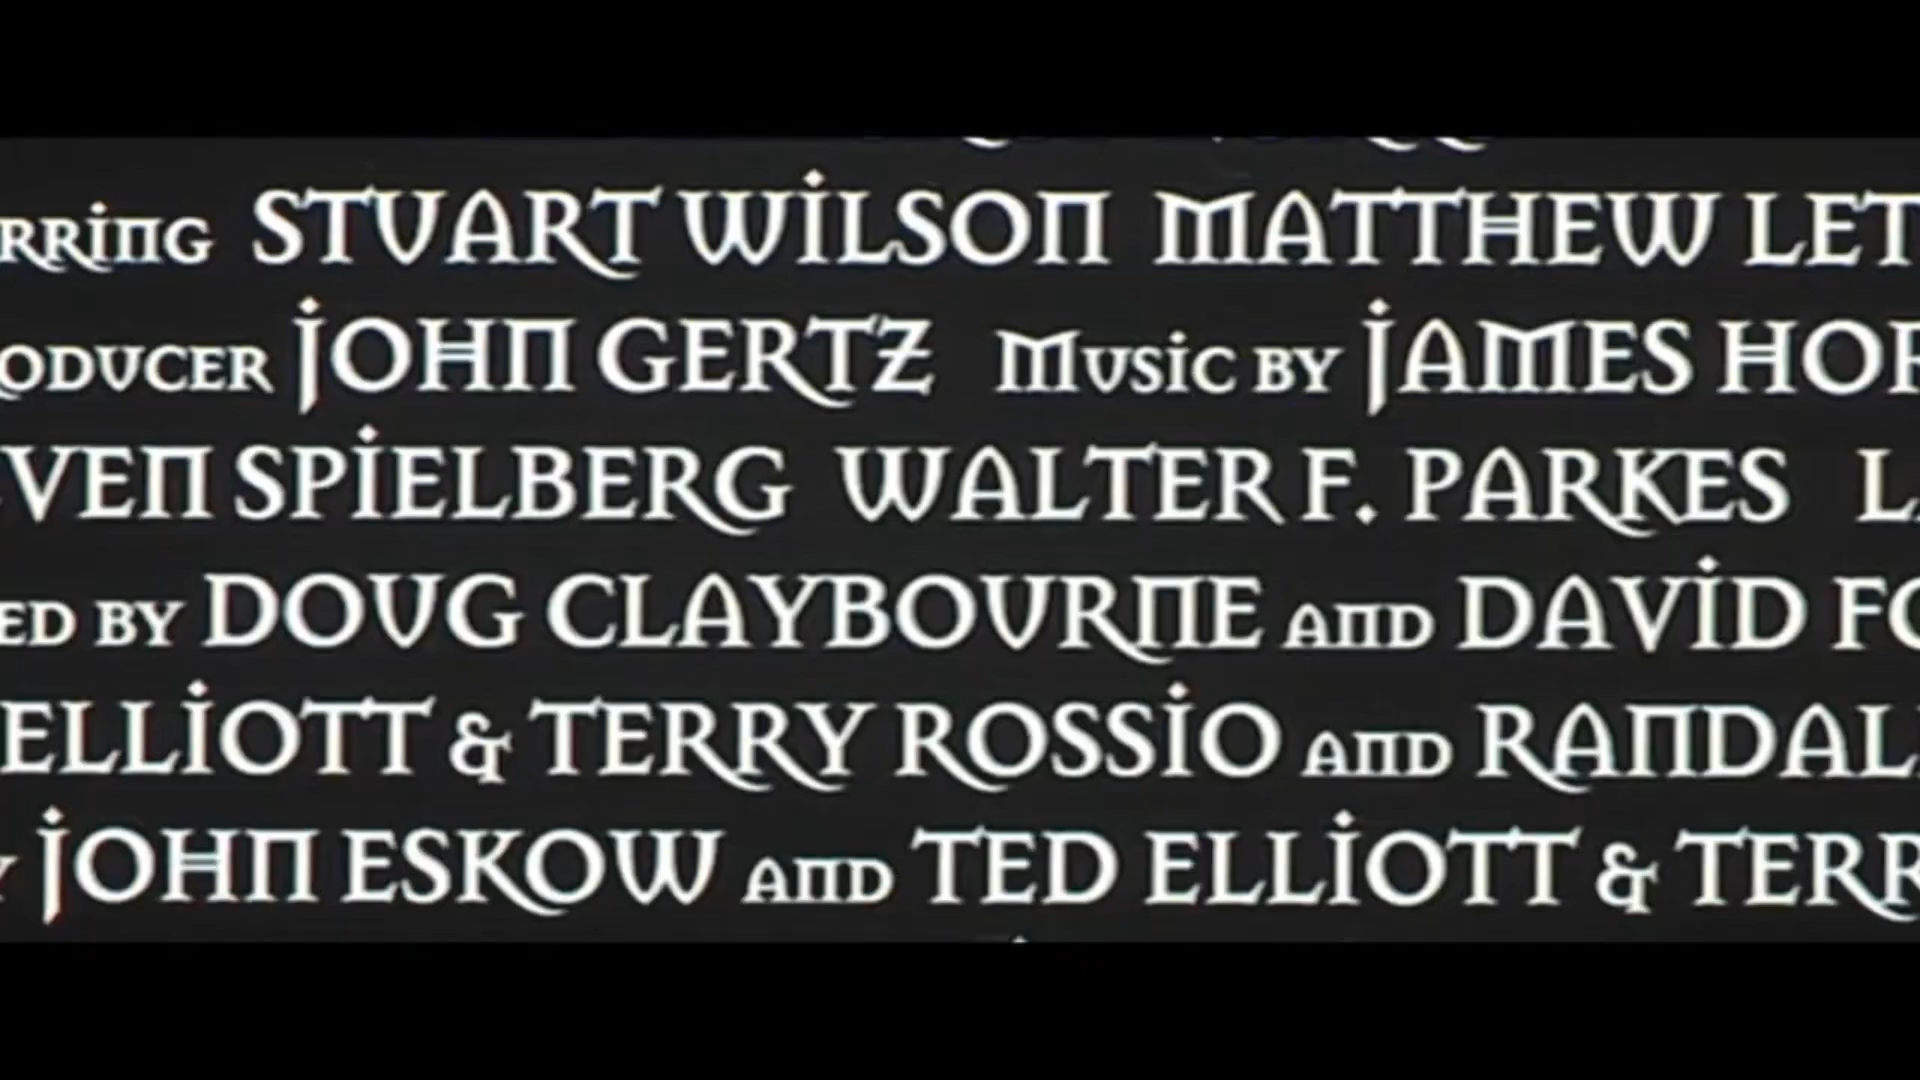 RRING STUART WILSON MATTHEW LET
ODUCER JOHN GERTZ MUSIC BY JAMES HOR
VEN SPIELBERG WALTER F. PARKES L
ED BY DOUG CLAYBOURNE AND DAVID FO
ELLIOTT & TERRY ROSSIO AND RANDAL
Y JOHN ESKOW AND TED ELLIOTT & TERR